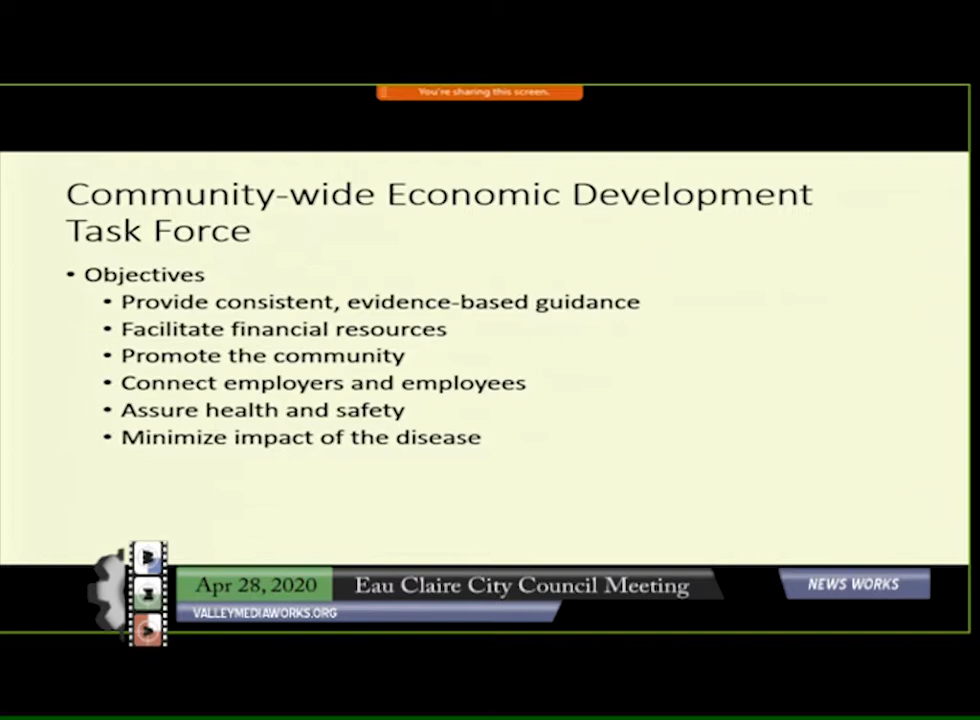 You're sharing this screen.
Community-wide Economic Development
Task Force
• Objectives
• Provide consistent, evidence-based guidance
• Facilitate financial resources
• Promote the community
• Connect employers and employees
• Assure health and safety
• Minimize impact of the disease
Apr 28, 2020
Eau Claire City Council Meeting
NEWS WORKS
VALLEYMEDIAWORKS.ORG